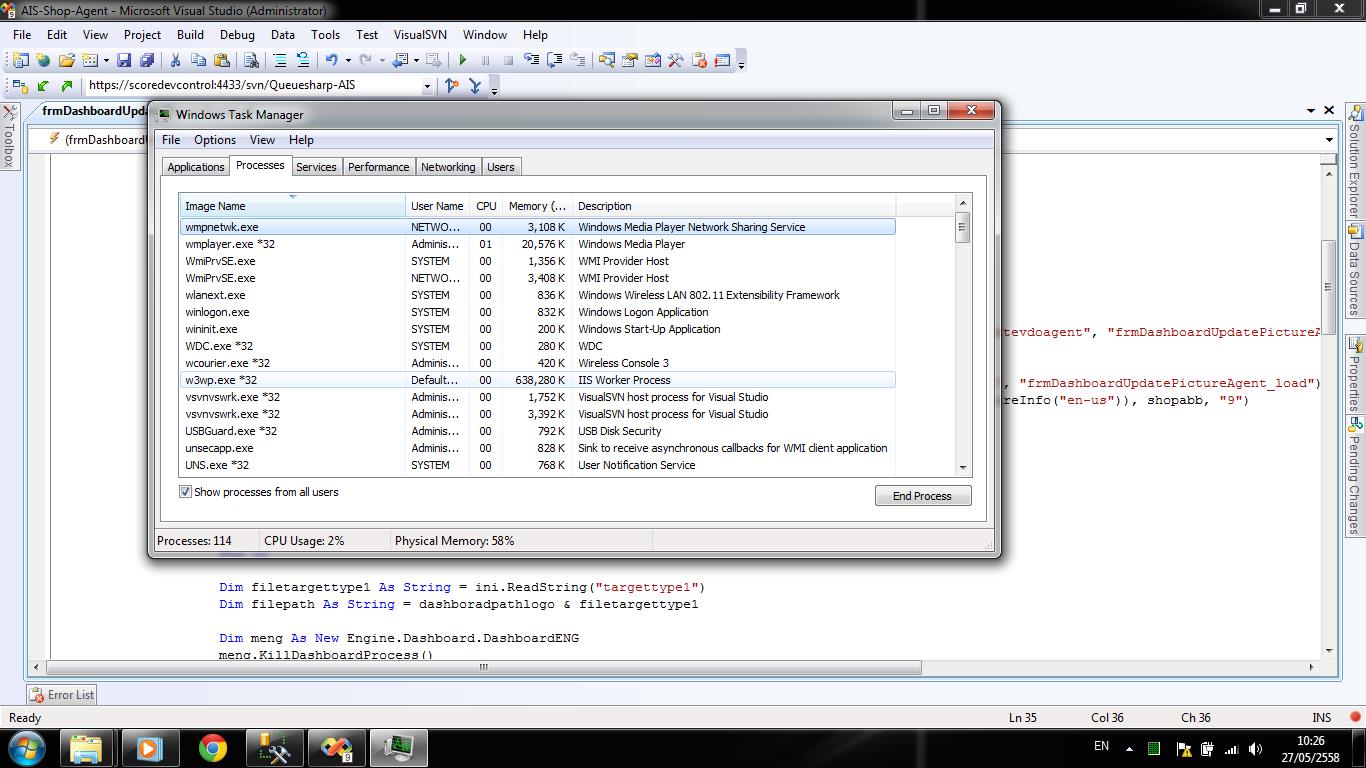 AIS-Shop-Agent - Microsoft Visual Studio (Administrator)
File Edit View Project Build Debug Data Tools Test VisualSVN Window Help
https://scoredevcontrol:4433/svn/Queuesharp-AIS
frmDashboardUpda
(frmDashboard
Toolbox
Windows Task Manager
File Options View Help
Applications Processes Services Performance Networking Users
Image Name User Name CPU Memory (... Description
wmpnetwk.exe NETWO... 00 3,108 K Windows Media Player Network Sharing Service
wmplayer.exe *32 Adminis... 01 20,576 K Windows Media Player
WmiPrvSE.exe SYSTEM 00 1,356 K WMI Provider Host
WmiPrvSE.exe NETWO... 00 3,408 K WMI Provider Host
wlanext.exe SYSTEM 00 836 K Windows Wireless LAN 802.11 Extensibility Framework
winlogon.exe SYSTEM 00 832 K Windows Logon Application
wininit.exe SYSTEM 00 200 K Windows Start-Up Application
WDC.exe *32 SYSTEM 00 280 K WDC
wcourier.exe *32 Adminis... 00 420 K Wireless Console 3
w3wp.exe *32 Default... 00 638,280 K IIS Worker Process
vsvnvswrk.exe *32 Adminis... 00 1,752 K VisualSVN host process for Visual Studio
vsvnvswrk.exe *32 Adminis... 00 3,392 K VisualSVN host process for Visual Studio
USBGuard.exe *32 Adminis... 00 792 K USB Disk Security
unsecapp.exe Adminis... 00 828 K Sink to receive asynchronous callbacks for WMI client application
UNS.exe *32 SYSTEM 00 768 K User Notification Service
Show processes from all users
End Process
Processes: 114 CPU Usage: 2% Physical Memory: 58%
tevdoagent", "frmDashboardUpdatePictureA
, "frmDashboardUpdatePictureAgent_load")
reInfo("en-us")), shopabb, "9")
Solution Explorer
Data Sources
Properties
Pending Changes
Dim filetargettype1 As String = ini.ReadString("targettype1")
Dim filepath As String = dashboradpathlogo & filetargettype1
Dim meng As New Engine.Dashboard.DashboardENG
meng.KillDashboardProcess()
Error List
Ready Ln 35 Col 36 Ch 36 INS
9
EN
10:26
27/05/2558